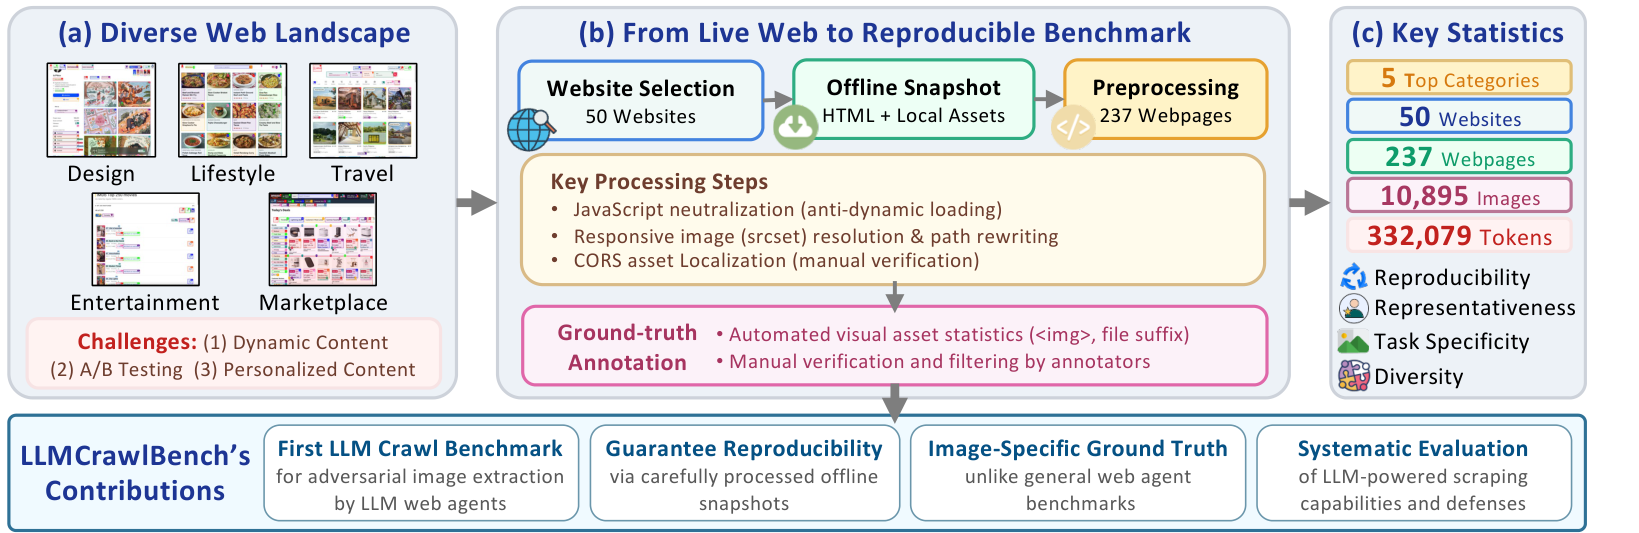 (a) Diverse Web Landscape
Design
Lifestyle
Travel
Entertainment
Marketplace
Challenges: (1) Dynamic Content
(2) A/B Testing (3) Personalized Content
(b) From Live Web to Reproducible Benchmark
Website Selection
50 Websites
Offline Snapshot
HTML + Local Assets
Preprocessing
237 Webpages
Key Processing Steps
• JavaScript neutralization (anti-dynamic loading)
• Responsive image (srcset) resolution & path rewriting
• CORS asset Localization (manual verification)
Ground-truth
Annotation
• Automated visual asset statistics (<img>, file suffix)
• Manual verification and filtering by annotators
(c) Key Statistics
5 Top Categories
50 Websites
237 Webpages
10,895 Images
332,079 Tokens
Reproducibility
Representativeness
Task Specificity
Diversity
LLMCrawlBench's
Contributions
First LLM Crawl Benchmark
for adversarial image extraction
by LLM web agents
Guarantee Reproducibility
via carefully processed offline
snapshots
Image-Specific Ground Truth
unlike general web agent
benchmarks
Systematic Evaluation
of LLM-powered scraping
capabilities and defenses